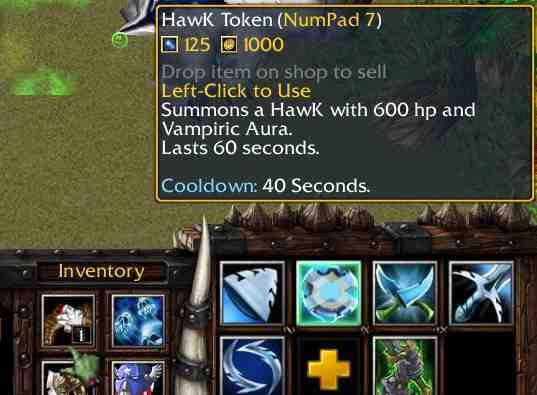 HawK Token (NumPad 7)
125 1000
Drop item on shop to sell
Left-Click to Use
Summons a HawK with 600 hp and
Vampiric Aura.
Lasts 60 seconds.
Cooldown: 40 Seconds.
Inventory
1